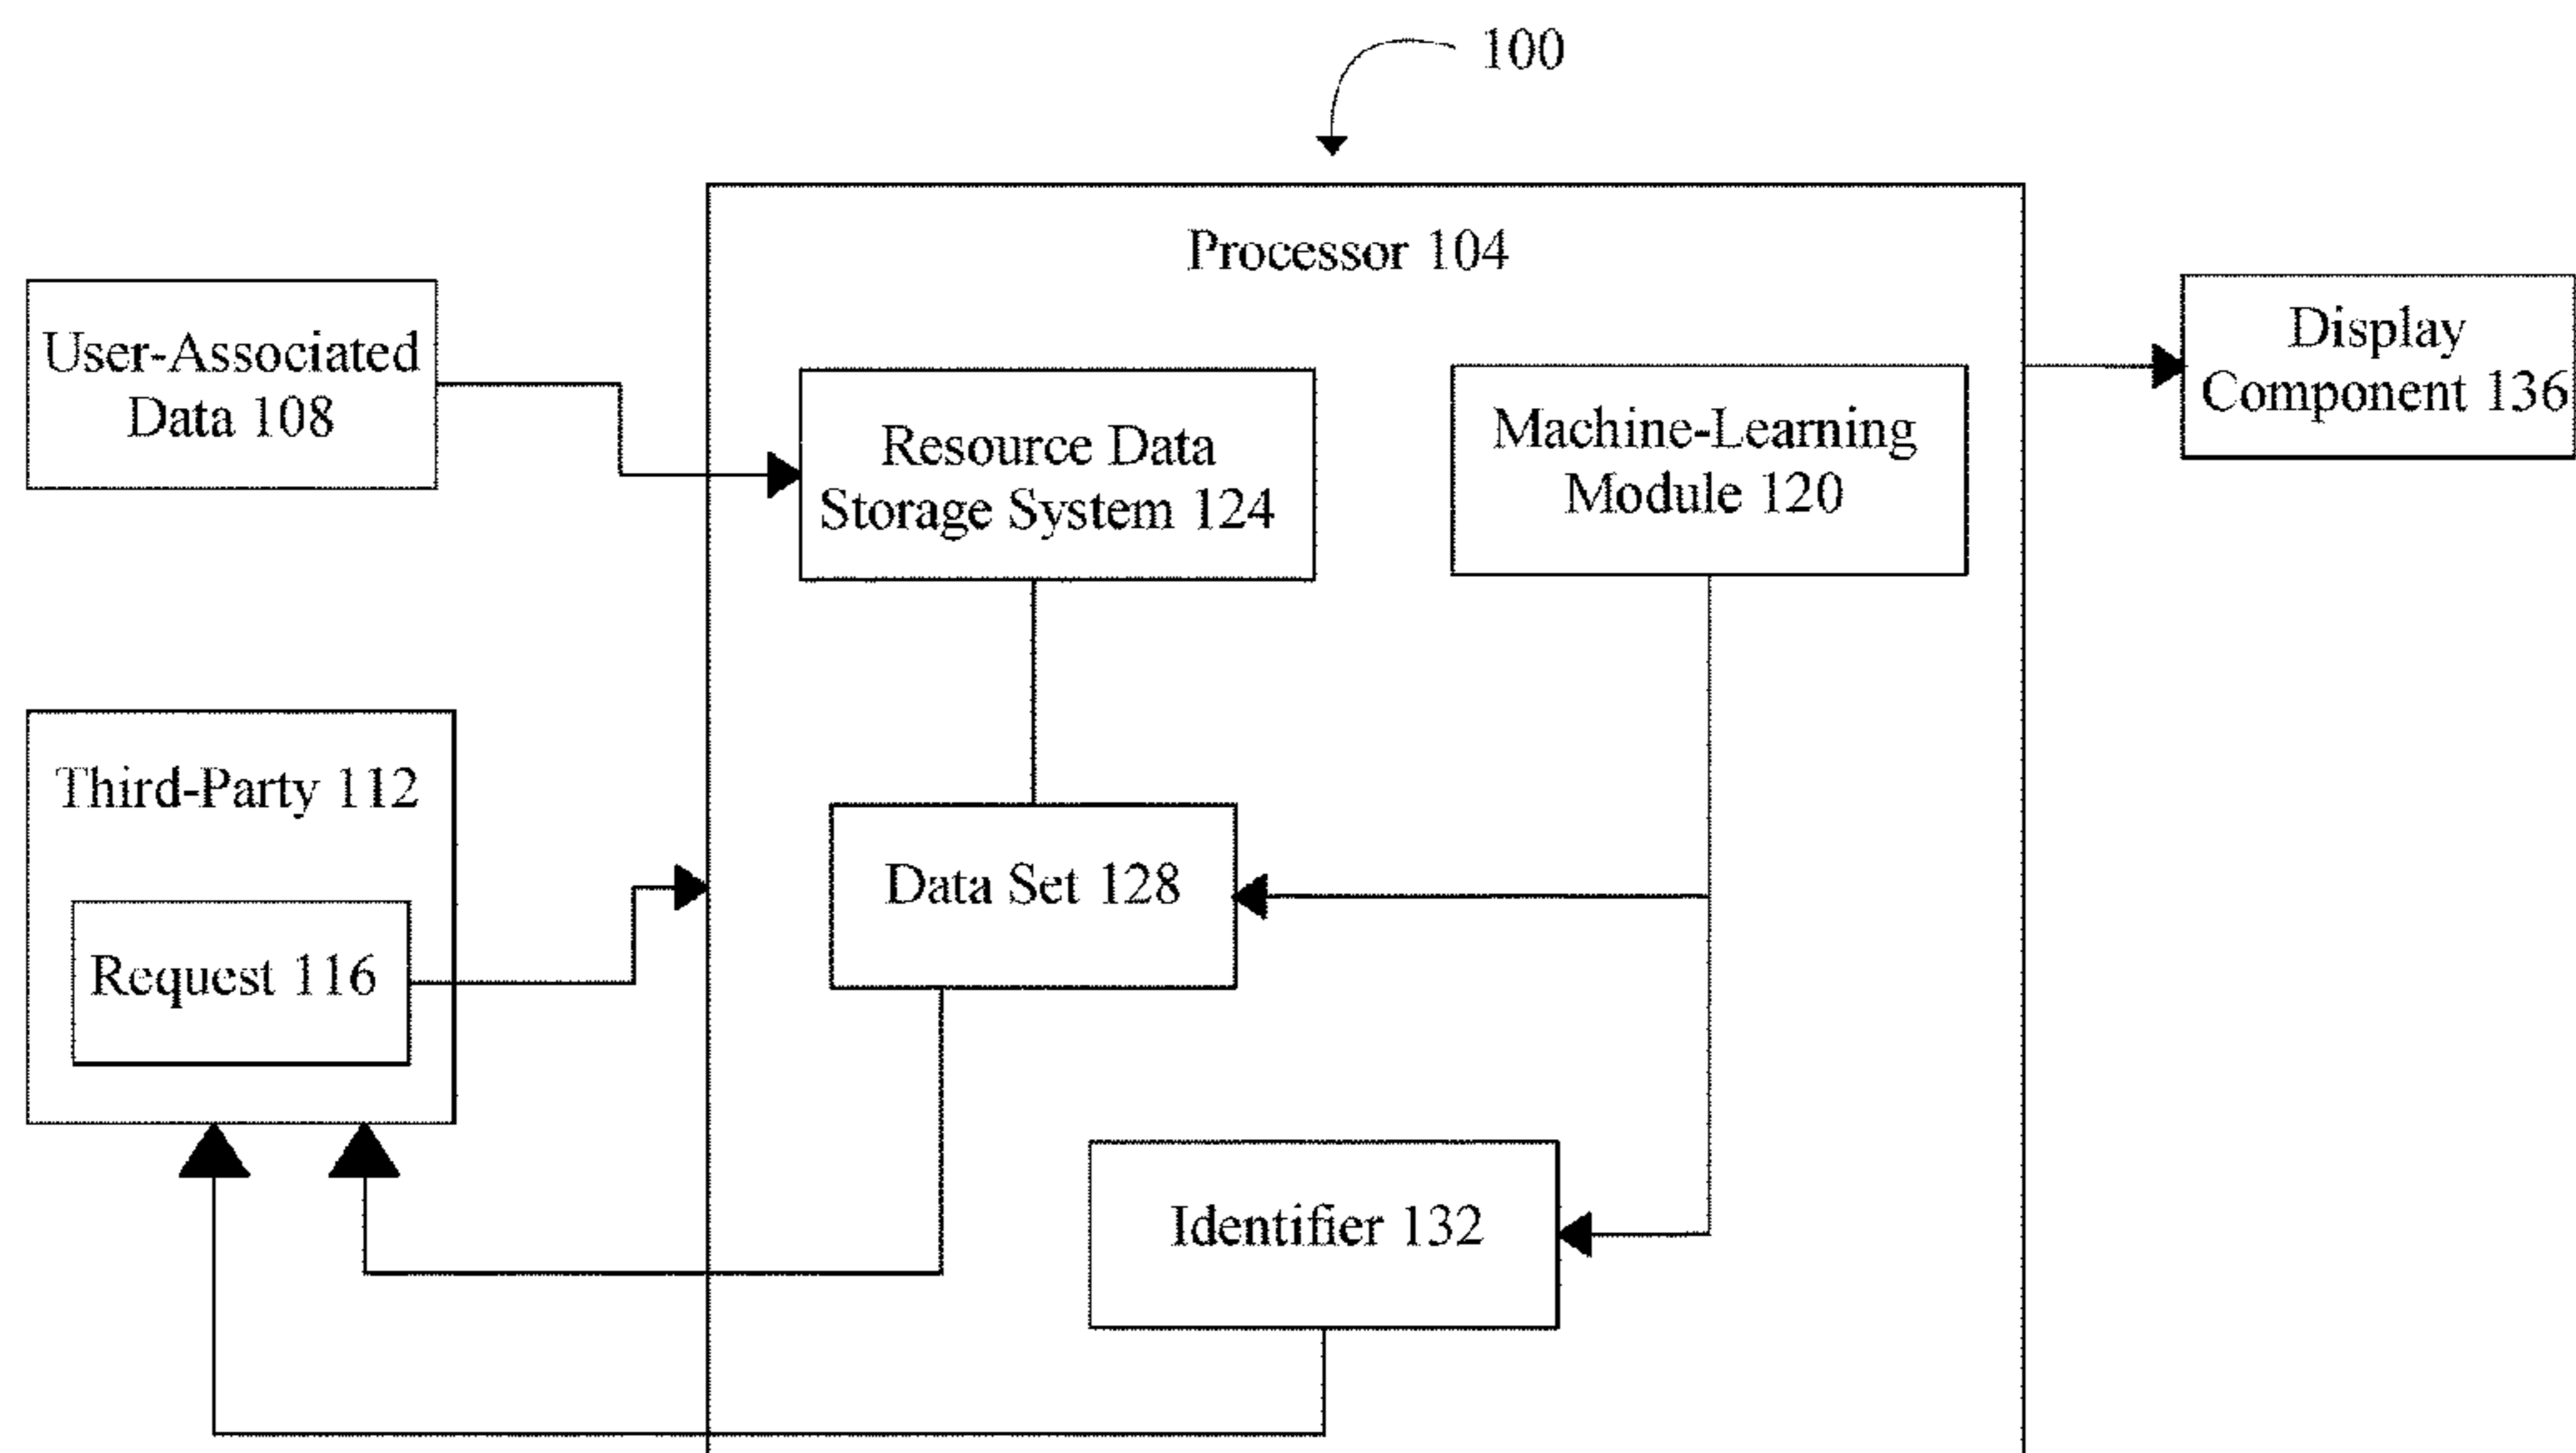 100
Processor 104
User-Associated
Data 108
Resource Data
Storage System 124
Machine-Learning
Module 120
Display
Component 136
Third-Party 112
Request 116
Data Set 128
Identifier 132